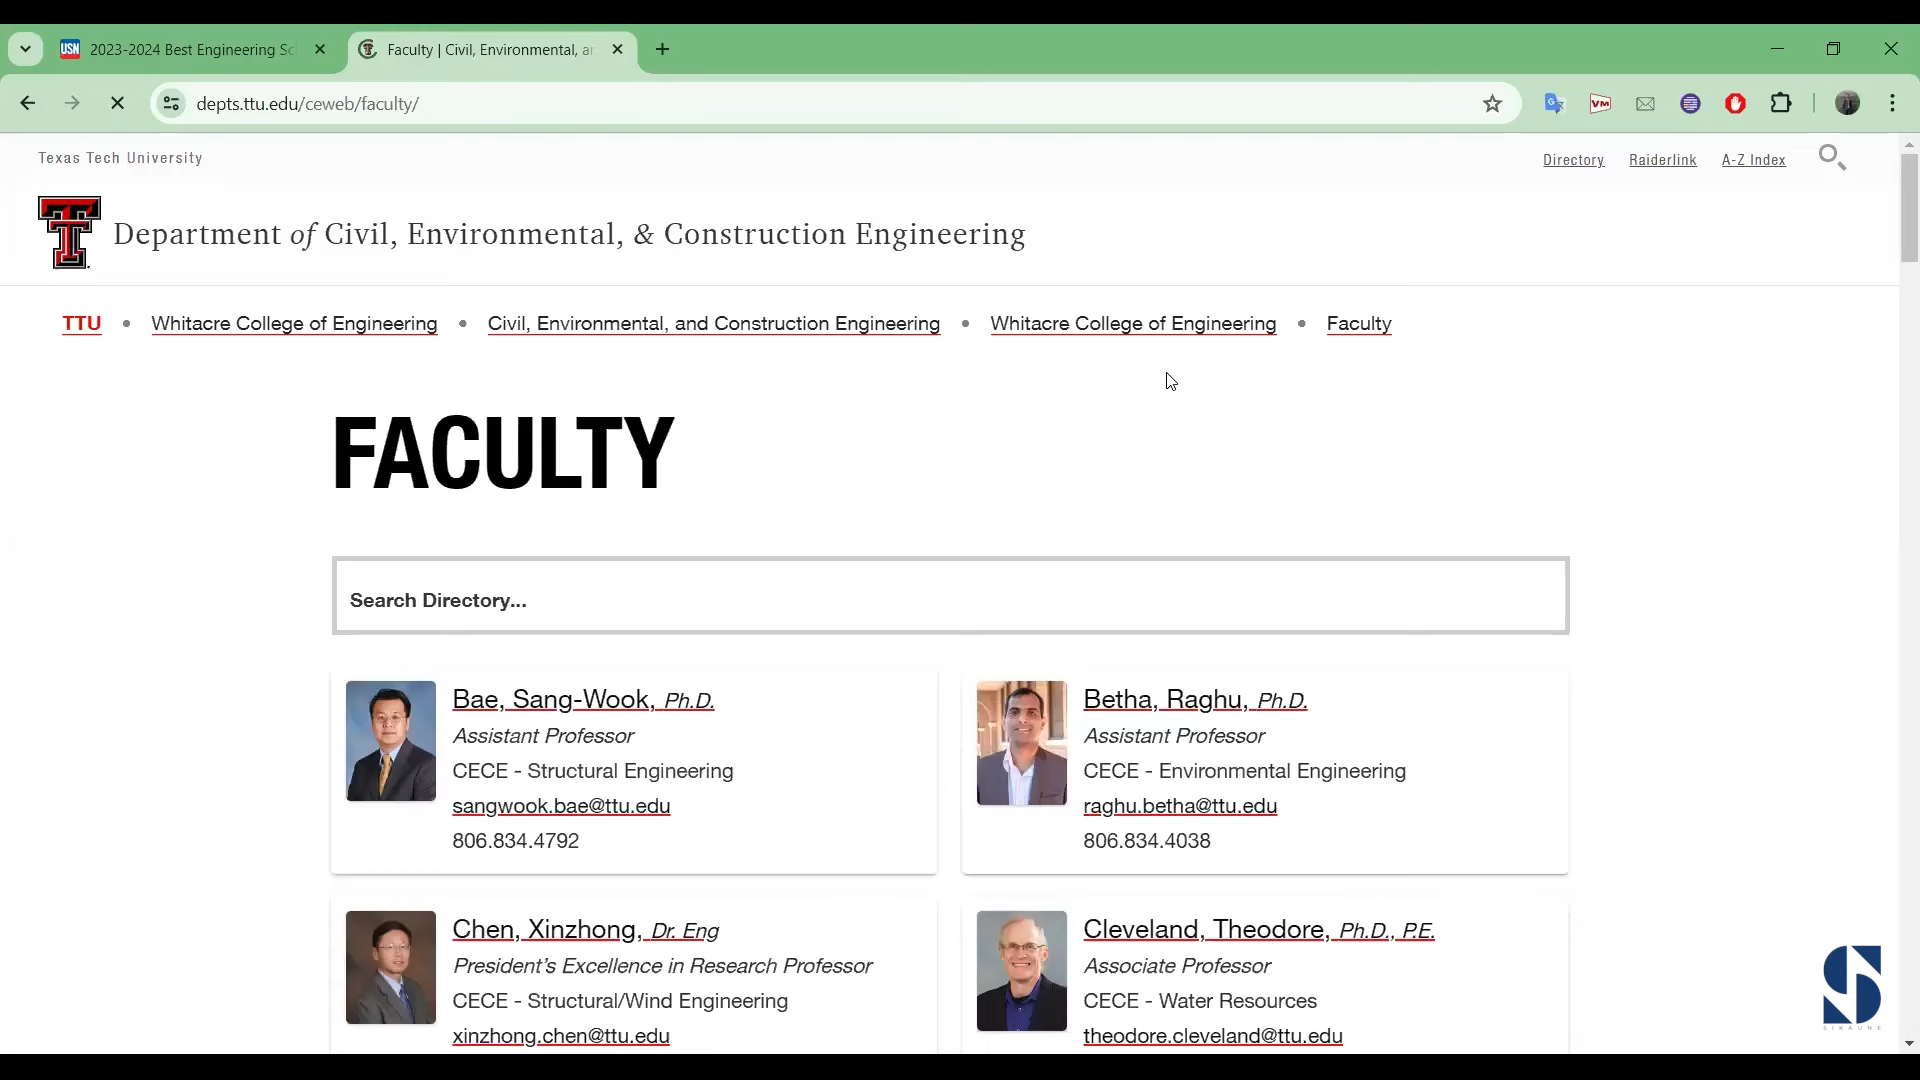 USN 2023-2024 Best Engineering Sc
Faculty | Civil, Environmental, ar
depts.ttu.edu/ceweb/faculty/
VM
Texas Tech University
Directory Raiderlink A-Z Index
Department of Civil, Environmental, & Construction Engineering
TTU • Whitacre College of Engineering • Civil, Environmental, and Construction Engineering • Whitacre College of Engineering • Faculty
FACULTY
Search Directory...
Bae, Sang-Wook, Ph.D.
Assistant Professor
CECE - Structural Engineering
sangwook.bae@ttu.edu
806.834.4792
Betha, Raghu, Ph.D.
Assistant Professor
CECE - Environmental Engineering
raghu.betha@ttu.edu
806.834.4038
Chen, Xinzhong, Dr. Eng
President's Excellence in Research Professor
CECE - Structural/Wind Engineering
xinzhong.chen@ttu.edu
Cleveland, Theodore, Ph.D., P.E.
Associate Professor
CECE - Water Resources
theodore.cleveland@ttu.edu